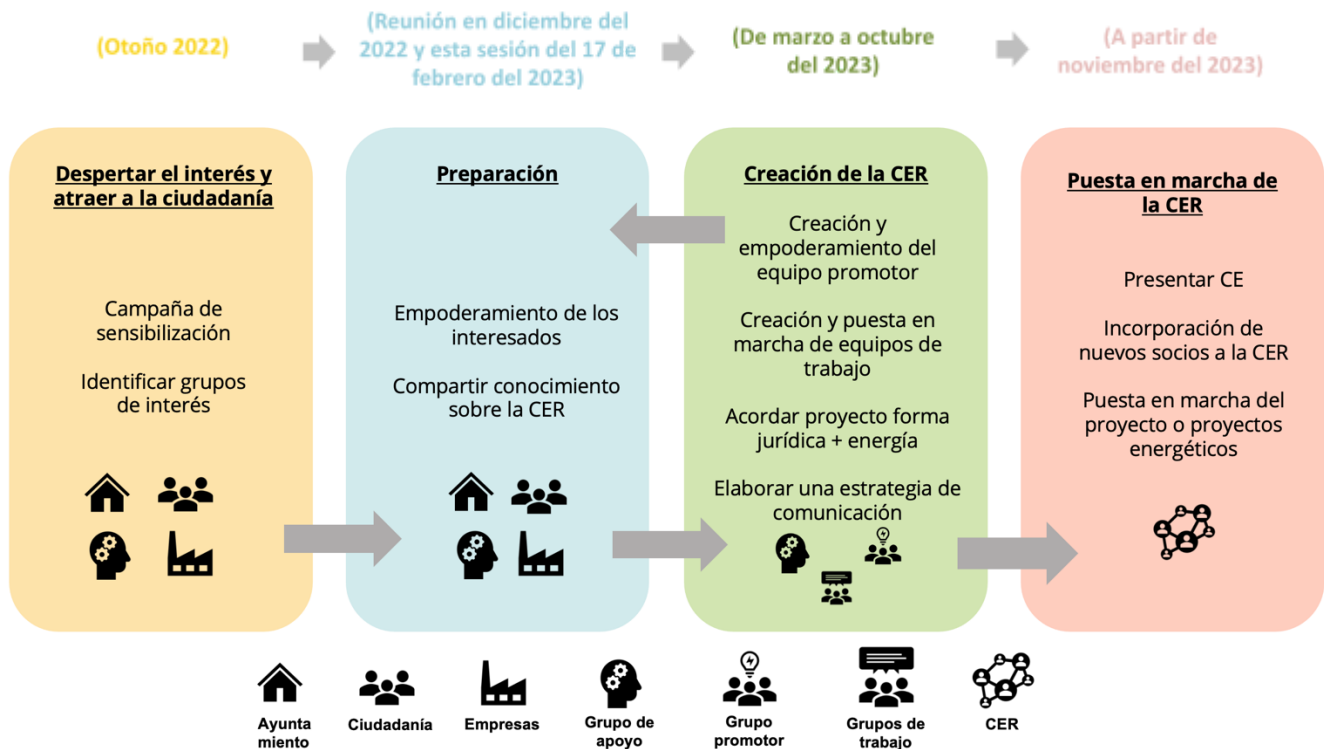 (Otoño 2022)
(Reunión en diciembre del
2022 y esta sesión del 17 de
febrero del 2023)
(De marzo a octubre
del 2023)
(A partir de
noviembre del 2023)
Despertar el interés y
atraer a la ciudadanía
Campaña de
sensibilización
Identificar grupos
de interés
Preparación
Empoderamiento de los
interesados
Compartir conocimiento
sobre la CER
Creación de la CER
Creación y
empoderamiento del
equipo promotor
Creación y puesta en
marcha de equipos de
trabajo
Acordar proyecto forma
jurídica + energía
Elaborar una estrategia de
comunicación
Puesta en marcha de
la CER
Presentar CE
Incorporación de
nuevos socios a la CER
Puesta en marcha del
proyecto o proyectos
energéticos
Ayunta
miento
Ciudadanía
Empresas
Grupo de
apoyo
Grupo
promotor
Grupos de
trabajo
CER